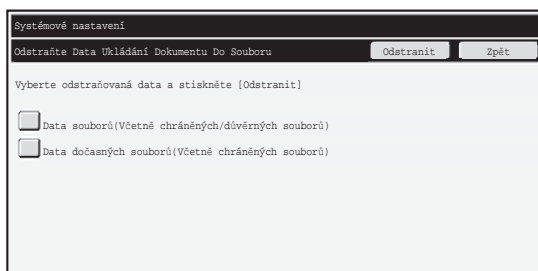 Systémové nastavení
Odstraňte Data Ukládání Dokumentu Do Souboru Odstranit Zpět
Vyberte odstraňovaná data a stiskněte [Odstranit]
Data souborů(Včetně chráněných/důvěrných souborů)
Data dočasných souborů(Včetně chráněných souborů)